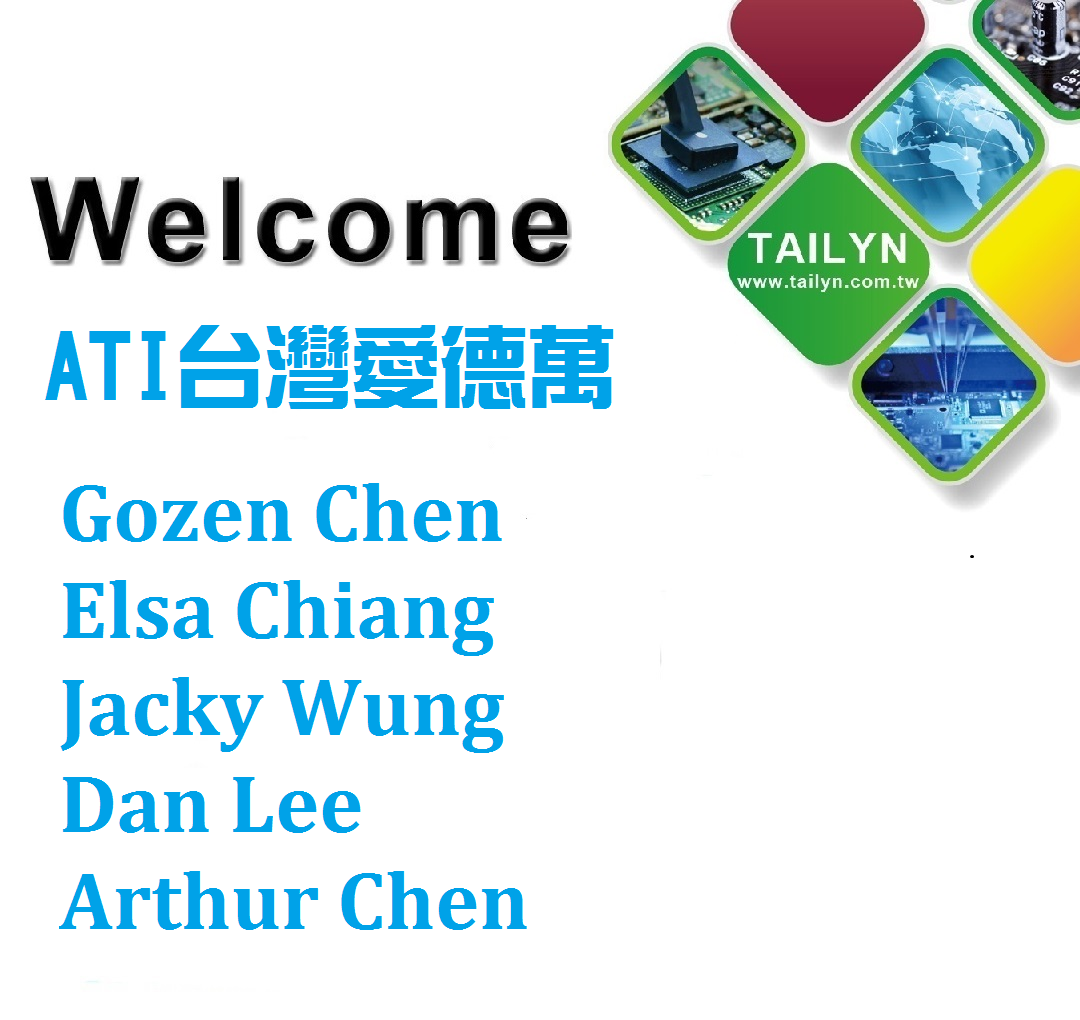 Welcome
TAILYN
www.tailyn.com.tw
ATI台灣愛德萬
Gozen Chen
Elsa Chiang
Jacky Wung
Dan Lee
Arthur Chen